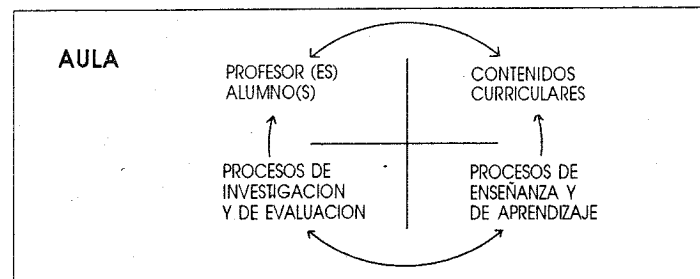 AULA
PROFESOR (ES)
ALUMNO(S)
CONTENIDOS
CURRICULARES
PROCESOS DE
INVESTIGACION
Y DE EVALUACION
PROCESOS DE
ENSEÑANZA Y
DE APRENDIZAJE